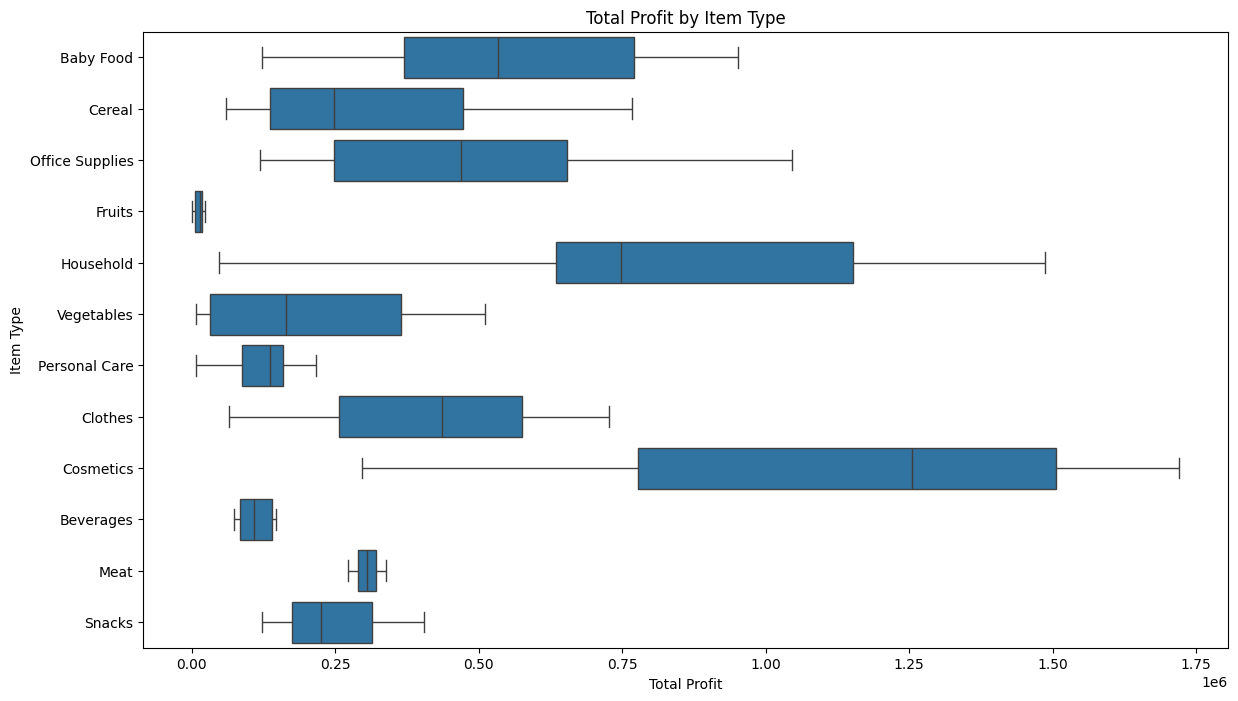 Total Profit by Item Type
Baby Food
Cereal
Office Supplies
Fruits
Household
Vegetables
Personal Care
Clothes
Cosmetics
Beverages
Meat
Snacks
Item Type
0.00 0.25 0.50 0.75 1.00 1.25 1.50 1.75
1e6
Total Profit